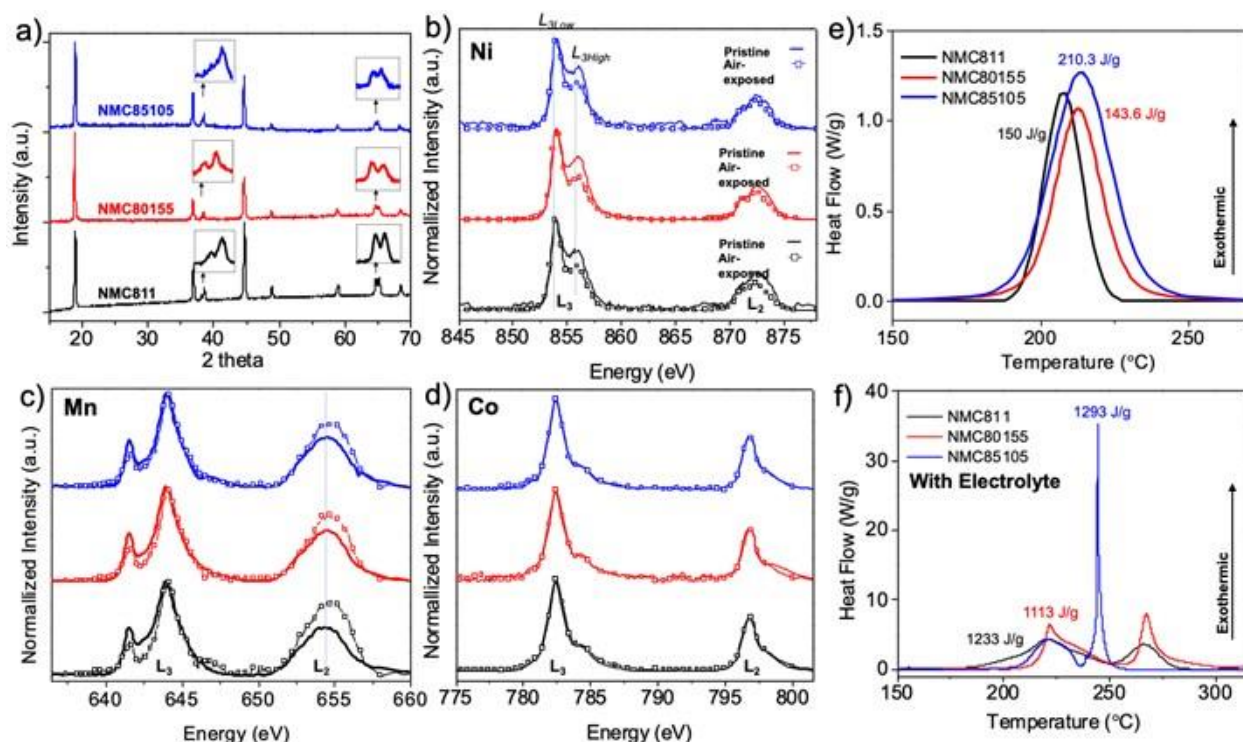 a)
NMC85105
NMC80155
NMC811
Intensity (a.u.)
20 30 40 50 60 70
2 theta
b)
Ni
L3Low
L3High
Pristine
Air-
exposed
Pristine
Air-
exposed
Pristine
Air-
exposed
L3
L2
Normallized Intensity (a.u.)
845 850 855 860 865 870 875
Energy (eV)
e)
NMC811
NMC80155
NMC85105
210.3 J/g
150 J/g
143.6 J/g
Exothermic
Heat Flow (W/g)
0.0
0.5
1.0
1.5
150 200 250
Temperature (°C)
c)
Mn
L3
L2
Normallized Intensity (a.u.)
640 645 650 655 660
Energy (eV)
d)
Co
L3
L2
Normallized Intensity (a.u.)
775 780 785 790 795 800
Energy (eV)
f)
NMC811
NMC80155
NMC85105
With Electrolyte
1293 J/g
1113 J/g
1233 J/g
Exothermic
Heat Flow (W/g)
0
10
20
30
40
150 200 250 300
Temperature (°C)